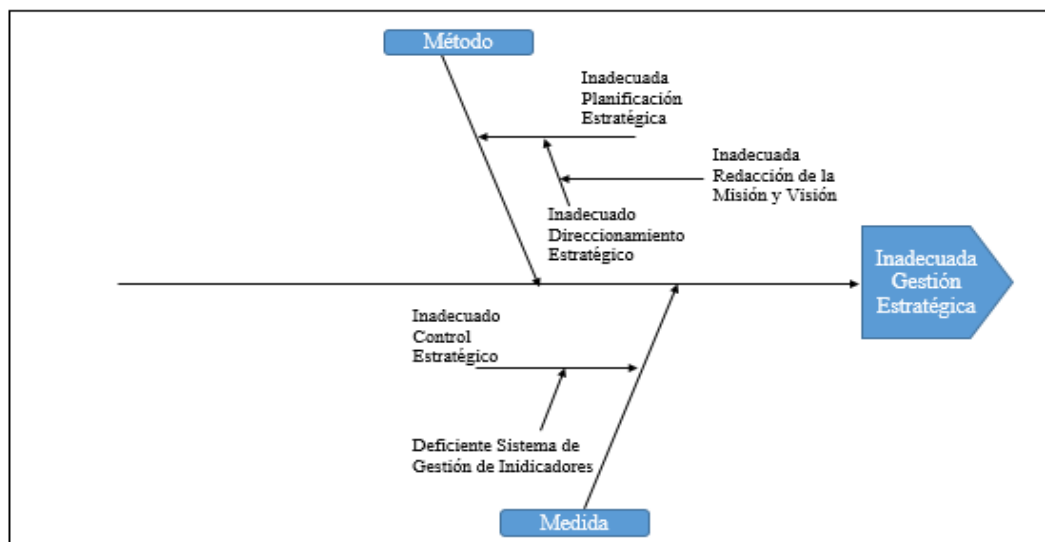 Método
Inadecuada
Planificación
Estratégica
Inadecuada
Redacción de la
Misión y Visión
Inadecuado
Direccionamiento
Estratégico
Inadecuada
Gestión
Estratégica
Inadecuado
Control
Estratégico
Deficiente Sistema de
Gestión de Inidicadores
Medida